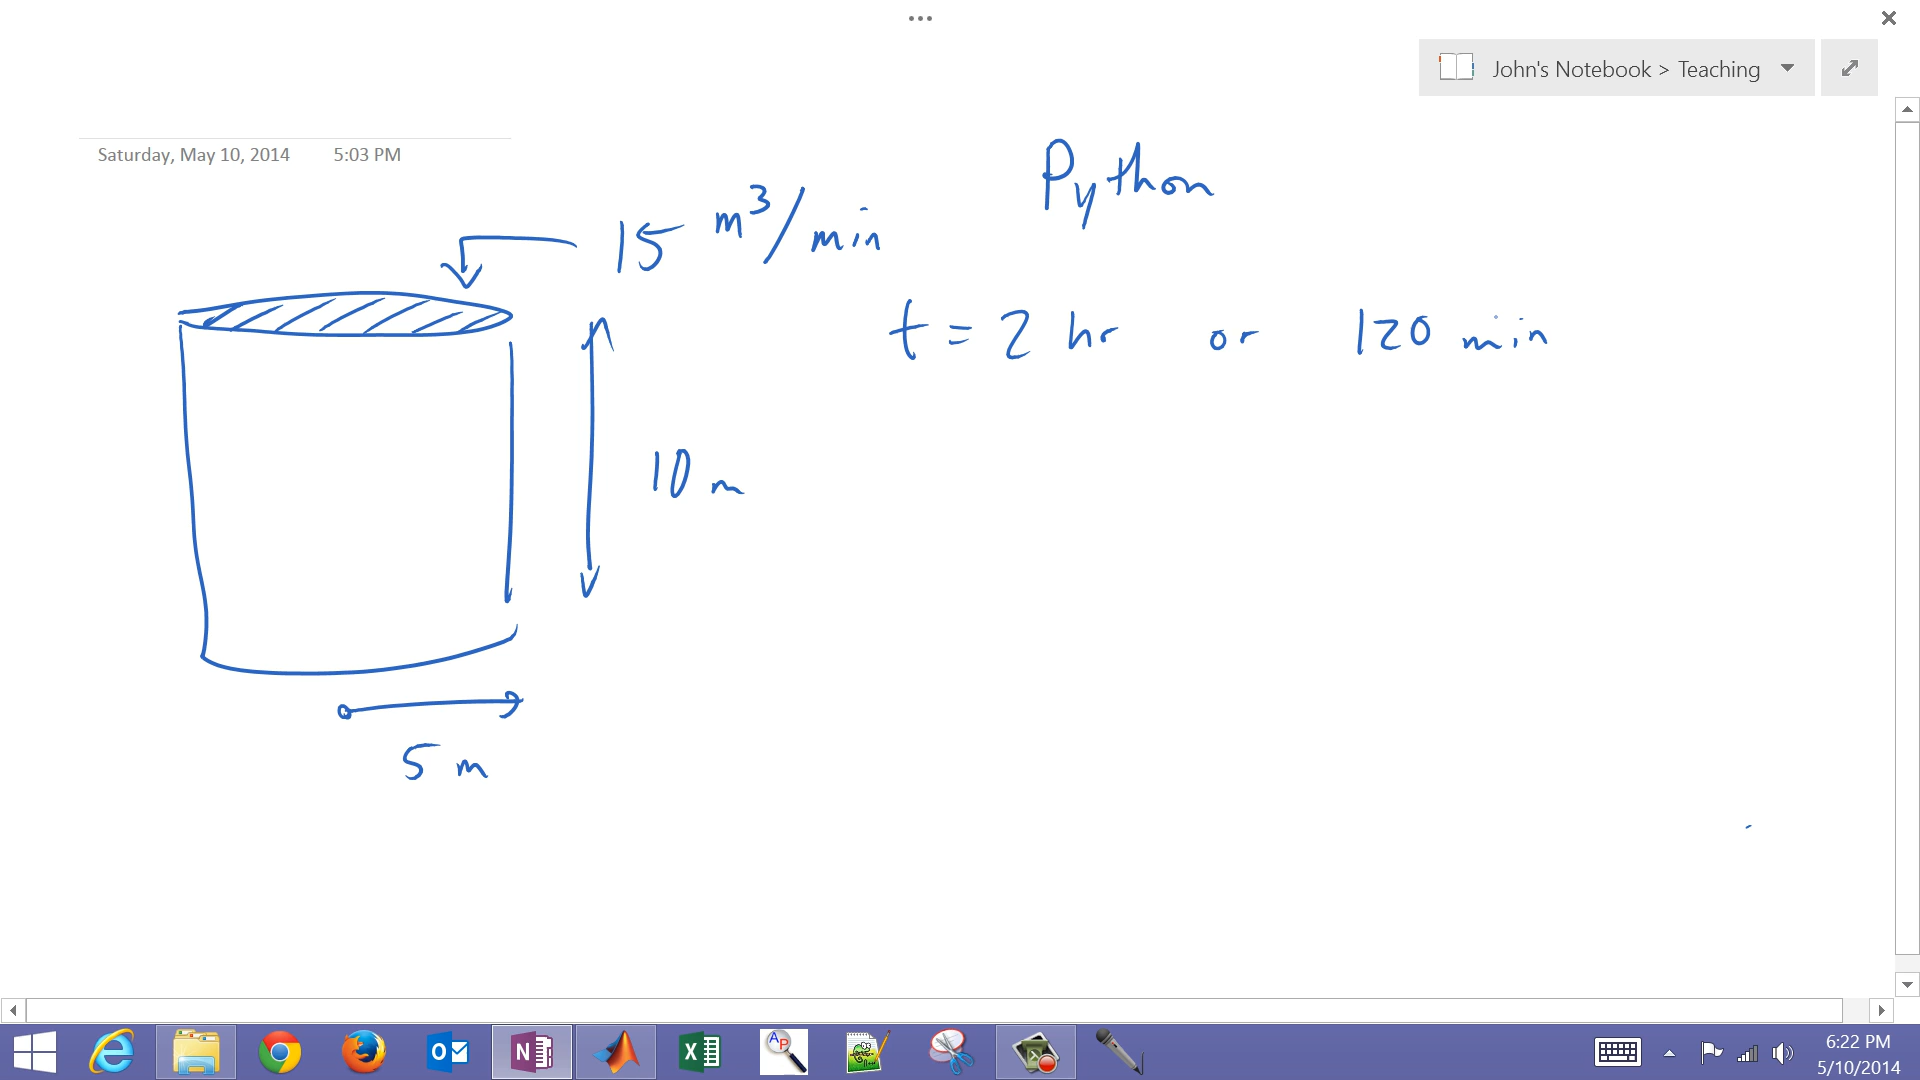 John's Notebook > Teaching
Saturday, May 10, 2014 5:03 PM
Python
15 m³/min
t = 2 hr or 120 min
10 m
5 m
6:22 PM
5/10/2014